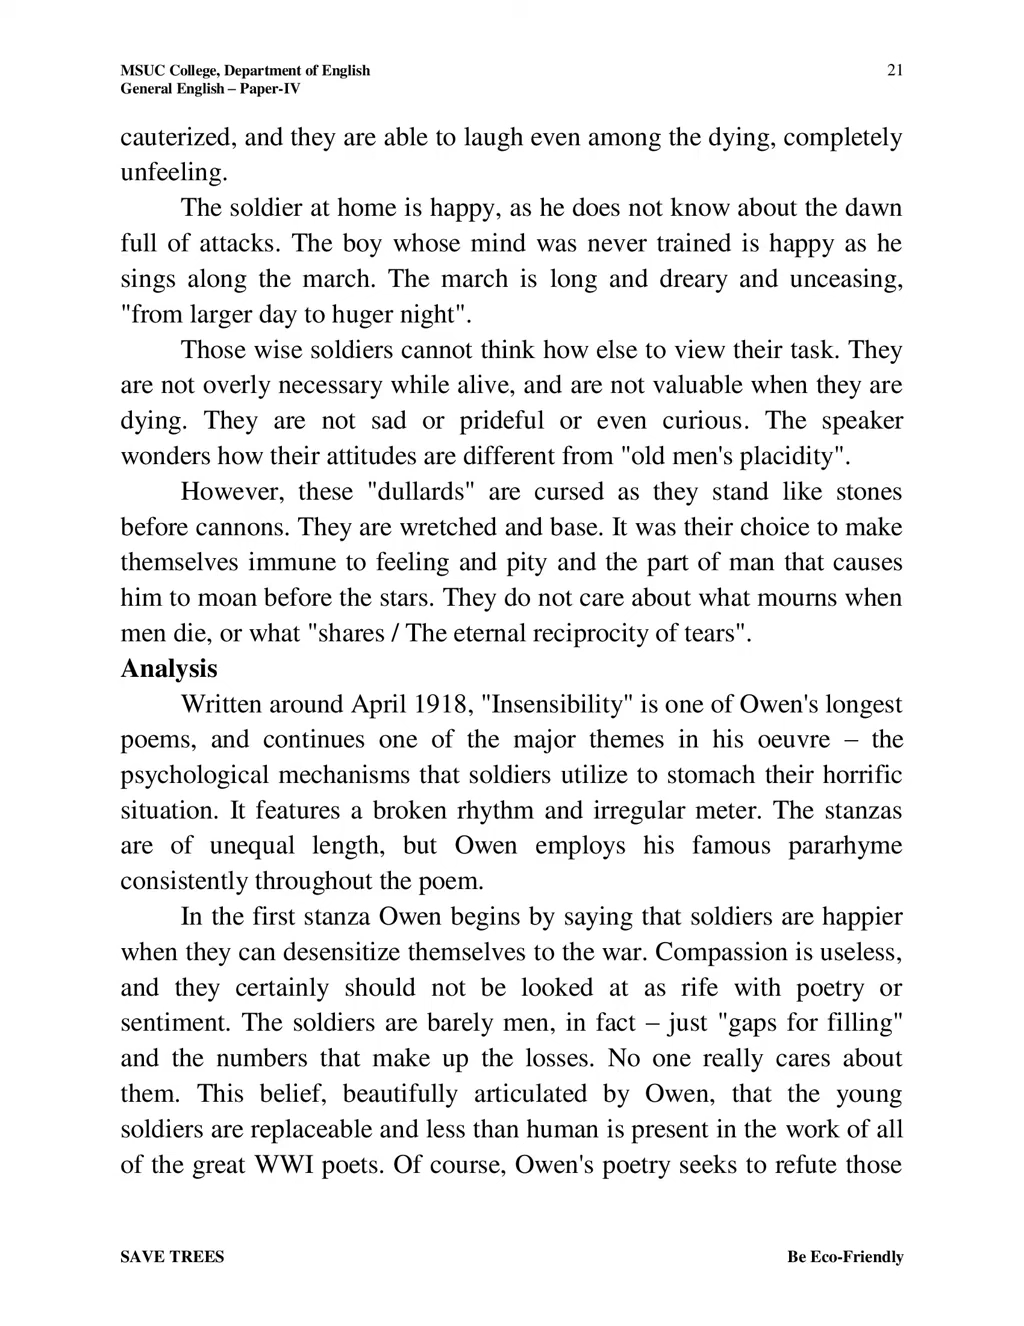 MSUC College, Department of English 21
General English – Paper-IV
cauterized, and they are able to laugh even among the dying, completely
unfeeling.
The soldier at home is happy, as he does not know about the dawn
full of attacks. The boy whose mind was never trained is happy as he
sings along the march. The march is long and dreary and unceasing,
"from larger day to huger night".
Those wise soldiers cannot think how else to view their task. They
are not overly necessary while alive, and are not valuable when they are
dying. They are not sad or prideful or even curious. The speaker
wonders how their attitudes are different from "old men's placidity".
However, these "dullards" are cursed as they stand like stones
before cannons. They are wretched and base. It was their choice to make
themselves immune to feeling and pity and the part of man that causes
him to moan before the stars. They do not care about what mourns when
men die, or what "shares / The eternal reciprocity of tears".
Analysis
Written around April 1918, "Insensibility" is one of Owen's longest
poems, and continues one of the major themes in his oeuvre – the
psychological mechanisms that soldiers utilize to stomach their horrific
situation. It features a broken rhythm and irregular meter. The stanzas
are of unequal length, but Owen employs his famous pararhyme
consistently throughout the poem.
In the first stanza Owen begins by saying that soldiers are happier
when they can desensitize themselves to the war. Compassion is useless,
and they certainly should not be looked at as rife with poetry or
sentiment. The soldiers are barely men, in fact – just "gaps for filling"
and the numbers that make up the losses. No one really cares about
them. This belief, beautifully articulated by Owen, that the young
soldiers are replaceable and less than human is present in the work of all
of the great WWI poets. Of course, Owen's poetry seeks to refute those
SAVE TREES Be Eco-Friendly